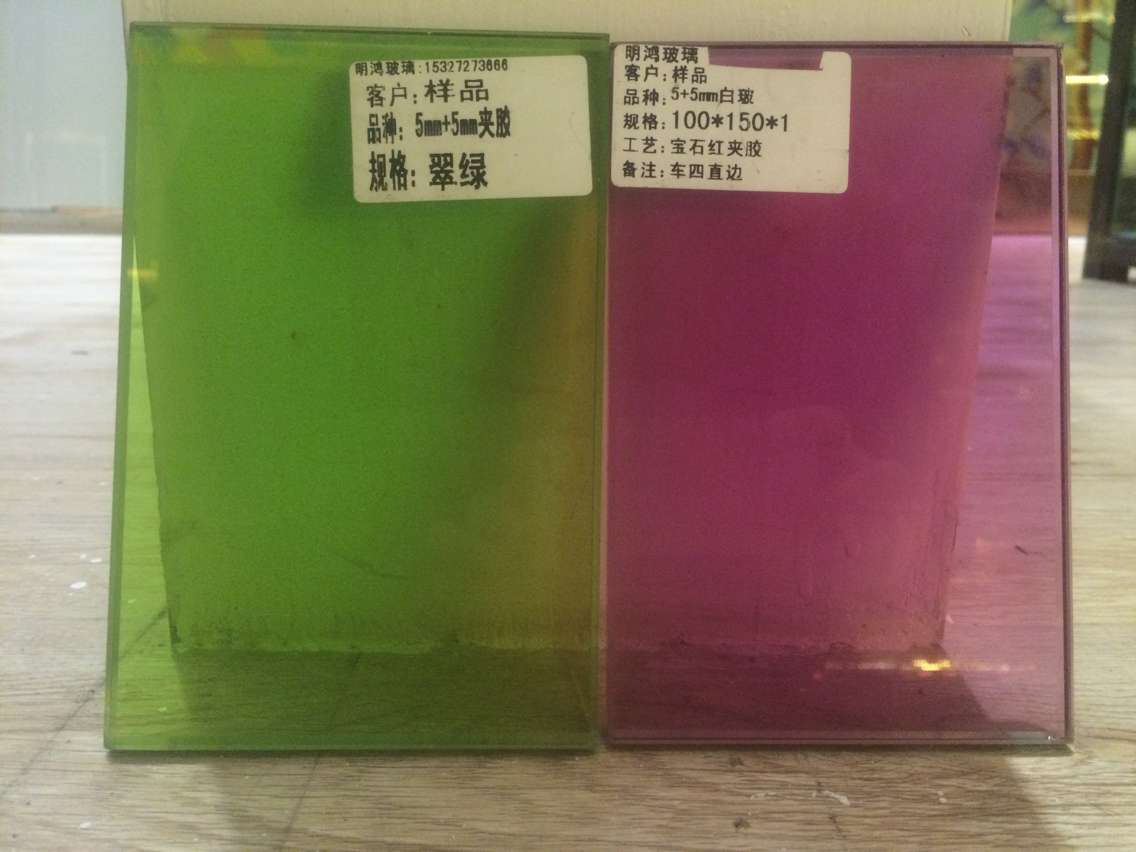 明鸿玻璃:15327273666
客户:样品
品种:5mm+5mm夹胶
规格:翠绿
明鸿玻璃
客户:样品
品种:5+5mm白玻
规格:100*150*1
工艺:宝石红夹胶
备注:车四直边